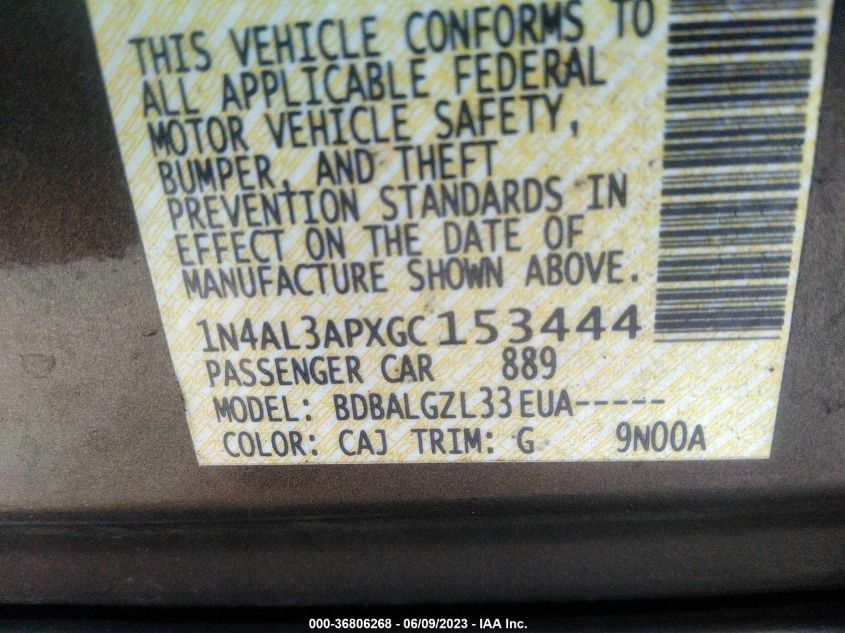 THIS VEHICLE CONFORMS TO
ALL APPLICABLE FEDERAL
MOTOR VEHICLE SAFETY,
BUMPER, AND THEFT
PREVENTION STANDARDS IN
EFFECT ON THE DATE OF
MANUFACTURE SHOWN ABOVE.
1N4AL3APXGC153444
PASSENGER CAR 889
MODEL: BDBALGZL33EUA-----
COLOR: CAJ TRIM: G 9N00A
000-36806268 - 06/09/2023 - IAA Inc.